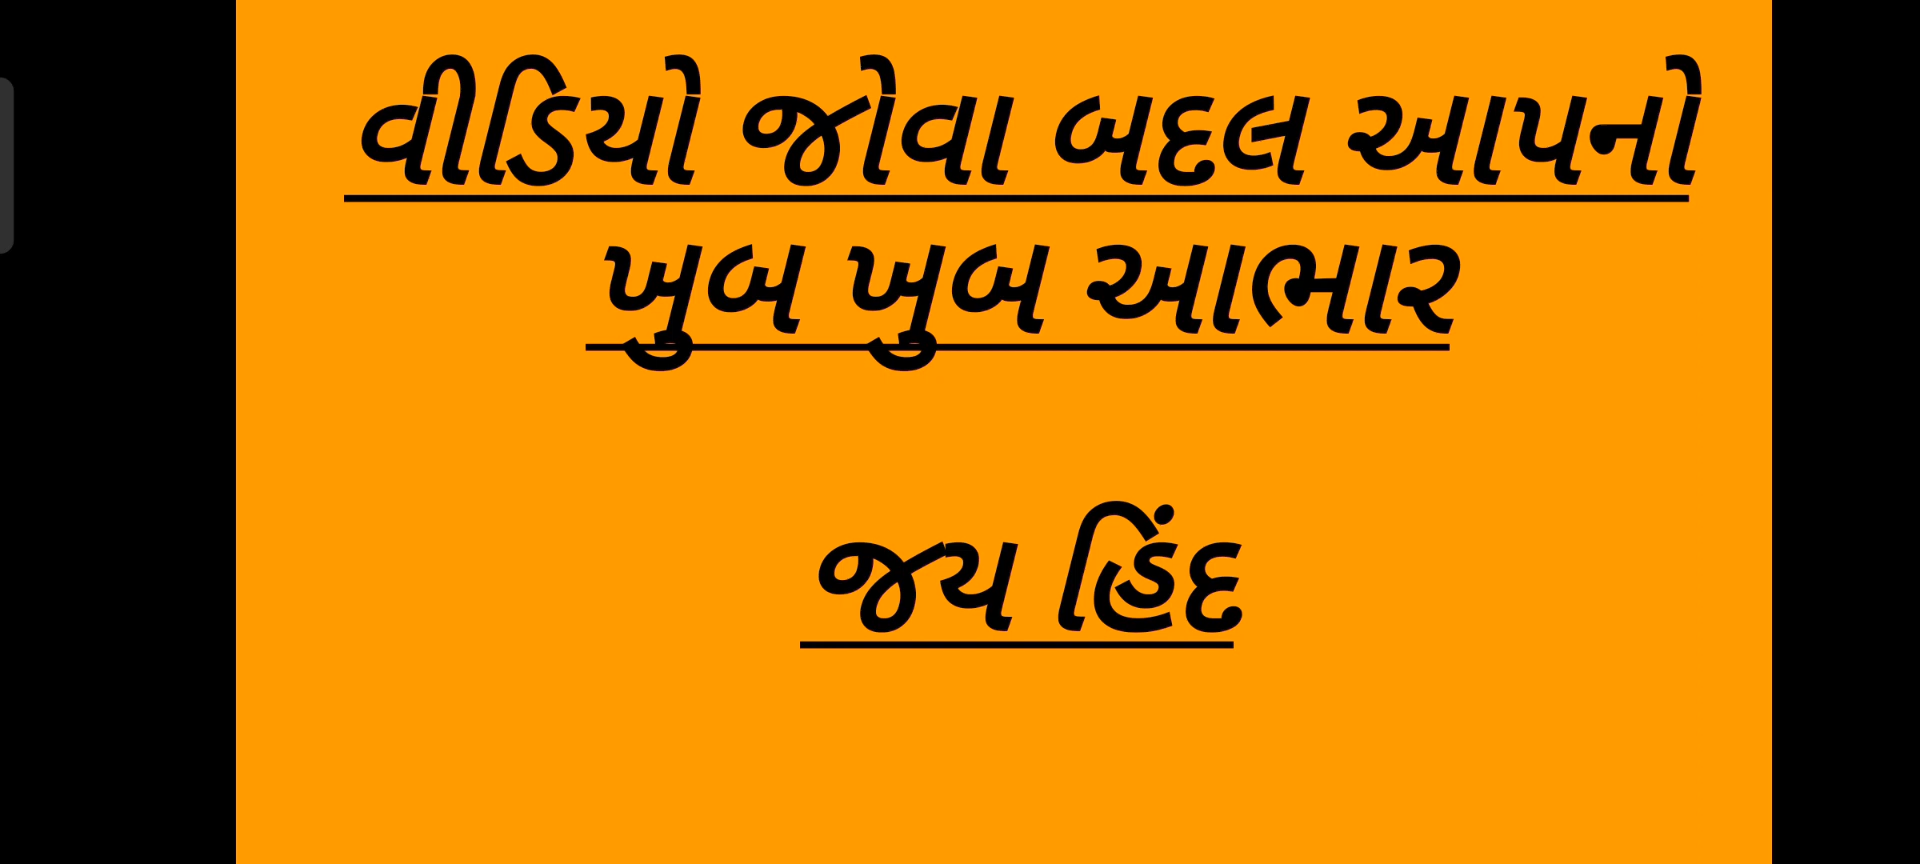 વીડિયો જોવા બદલ આપનો
ખુબ ખુબ આભાર
જય હિંદ